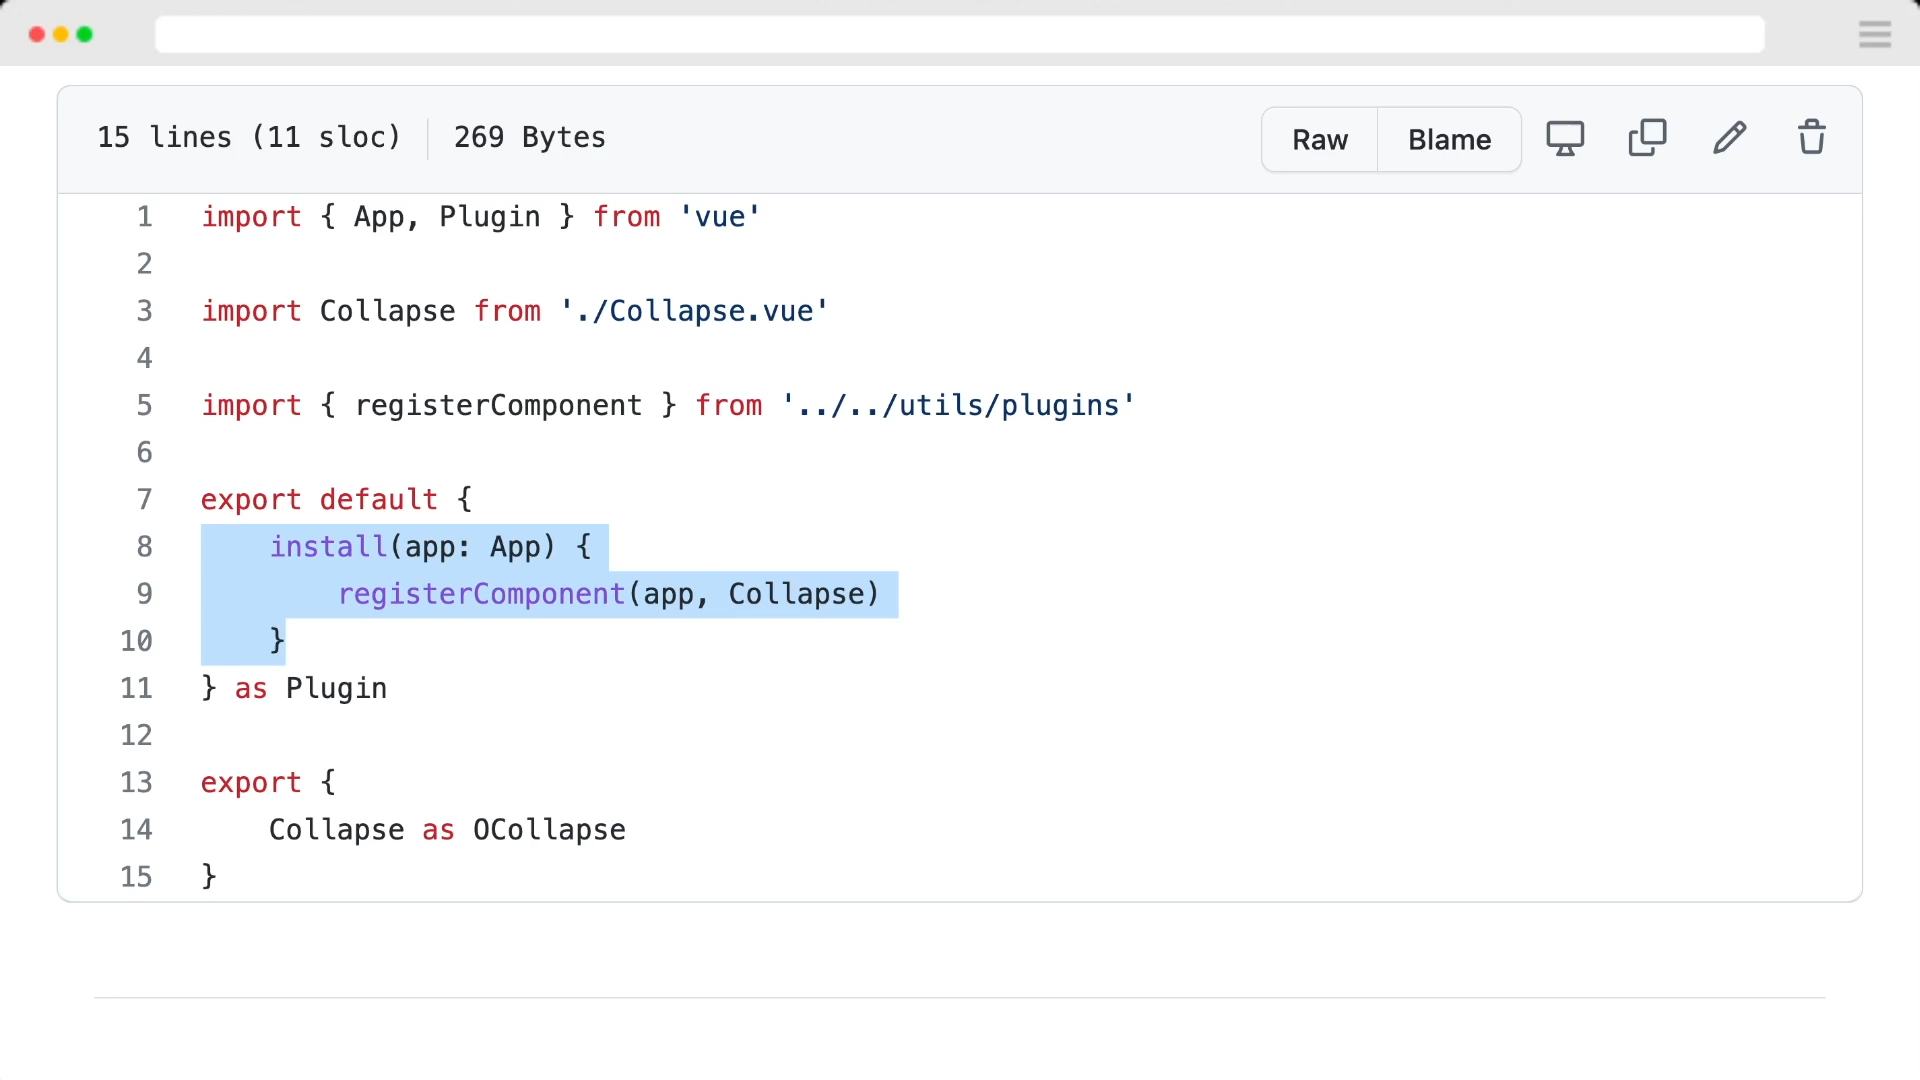 15 lines (11 sloc) 269 Bytes Raw Blame
1 import { App, Plugin } from 'vue'
2
3 import Collapse from './Collapse.vue'
4
5 import { registerComponent } from '../../utils/plugins'
6
7 export default {
8     install(app: App) {
9         registerComponent(app, Collapse)
10     }
11 } as Plugin
12
13 export {
14     Collapse as OCollapse
15 }